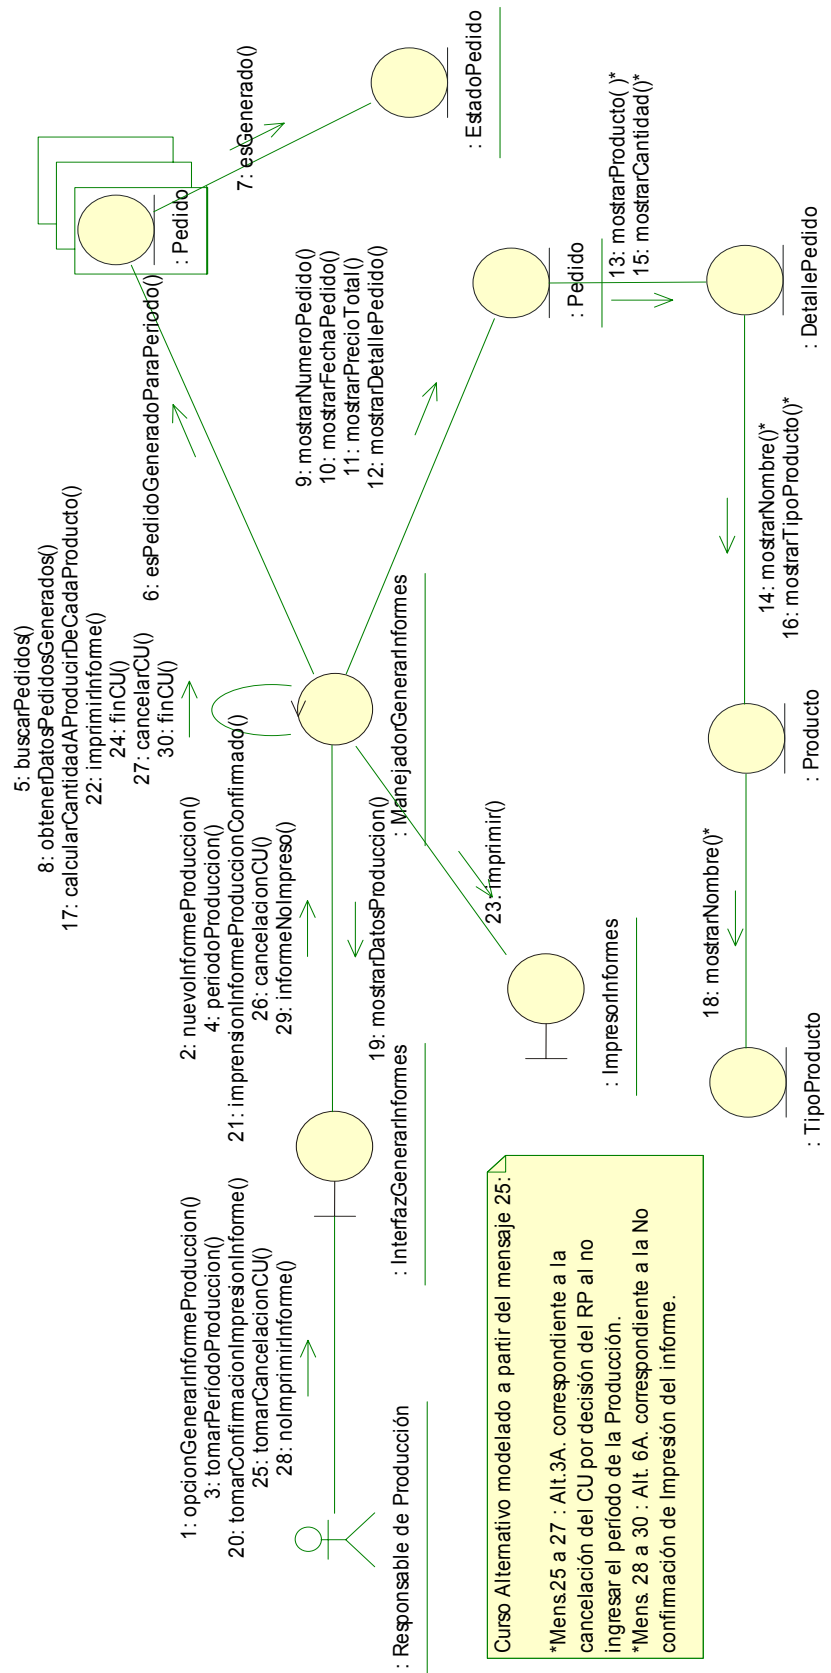 1: opcionGenerarInformeProduccion()
3: tomarPeríodoProduccion()
20: tomarConfirmacionImpresionInforme()
25: tomarCancelacionCU()
28: noImprimirInforme()
: Responsable de Producción
2: nuevoInformeProduccion()
4: periodoProduccion()
21: imprensionInformeProduccionConfirmado()
26: cancelacionCU()
29: informeNoImpreso()
19: mostrarDatosProduccion()
: InterfazGenerarInformes
5: buscarPedidos()
8: obtenerDatosPedidosGenerados()
17: calcularCantidadAProducirDeCadaProducto()
22: imprimirInforme()
24: finCU()
27: cancelarCU()
30: finCU()
: ManejadorGenerarInformes
6: esPedidoGeneradoParaPeriodo()
: Pedido
7: esGenerado()
: EstadoPedido
9: mostrarNumeroPedido()
10: mostrarFechaPedido()
11: mostrarPrecioTotal()
12: mostrarDetallePedido()
: Pedido
13: mostrarProducto( )*
15: mostrarCantidad()*
: DetallePedido
14: mostrarNombre()*
16: mostrarTipoProducto()*
: Producto
18: mostrarNombre()*
: TipoProducto
23: imprimir()
: ImpresorInformes
Curso Alternativo modelado a partir del mensaje 25:
*Mens.25 a 27 : Alt.3A. correspondiente a la
cancelación del CU por decisión del RP al no
ingresar el período de la Producción.
*Mens. 28 a 30 : Alt. 6A. correspondiente a la No
confirmación de Impresión del informe.